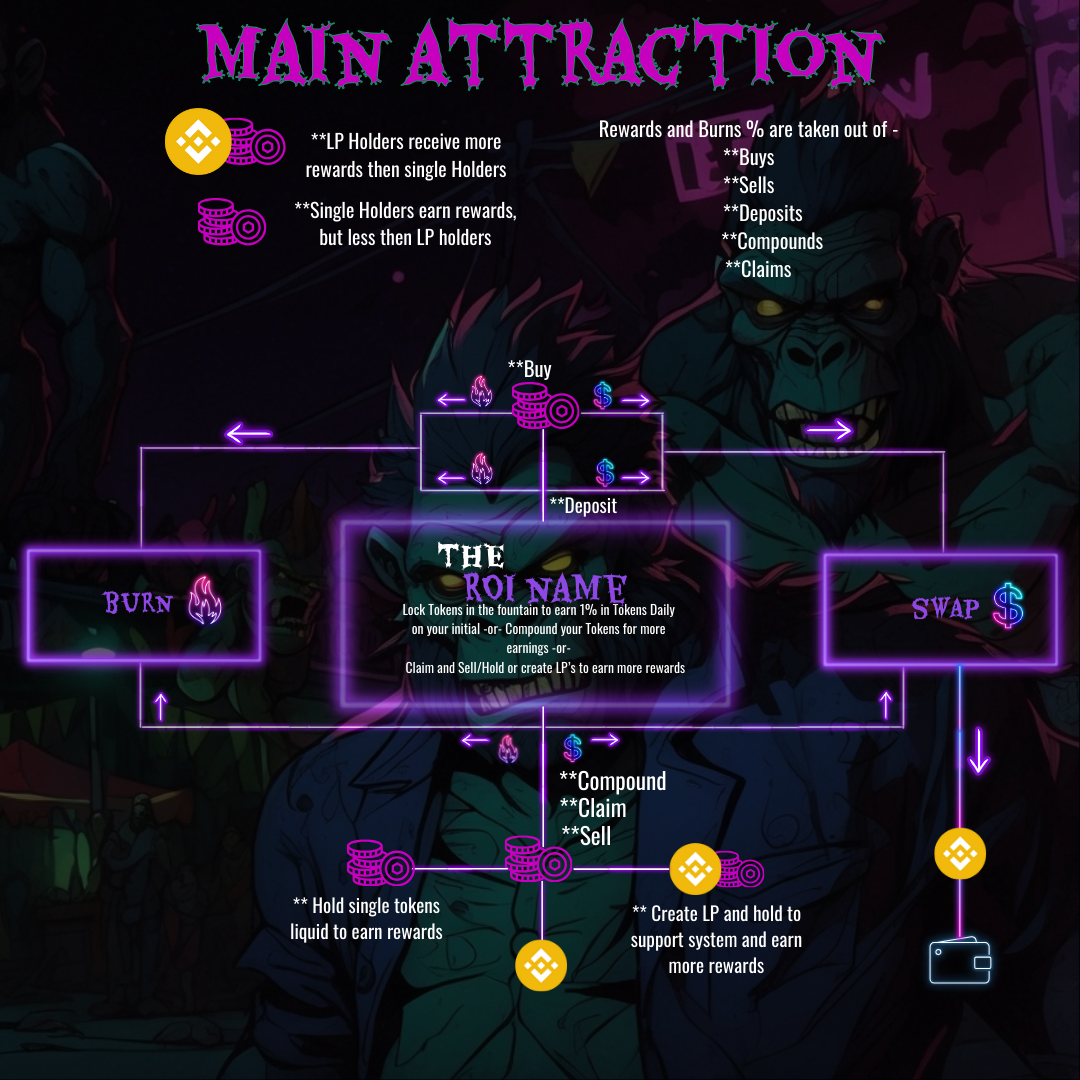 MAIN ATTRACTION
**LP Holders receive more
rewards then single Holders
**Single Holders earn rewards,
but less then LP holders
Rewards and Burns % are taken out of -
**Buys
**Sells
**Deposits
**Compounds
**Claims
**Buy
$
$
**Deposit
BURN
THE
ROI NAME
Lock Tokens in the fountain to earn 1% in Tokens Daily
on your initial -or- Compound your Tokens for more
earnings -or-
Claim and Sell/Hold or create LP's to earn more rewards
SWAP $
$
**Compound
**Claim
**Sell
** Hold single tokens
liquid to earn rewards
** Create LP and hold to
support system and earn
more rewards